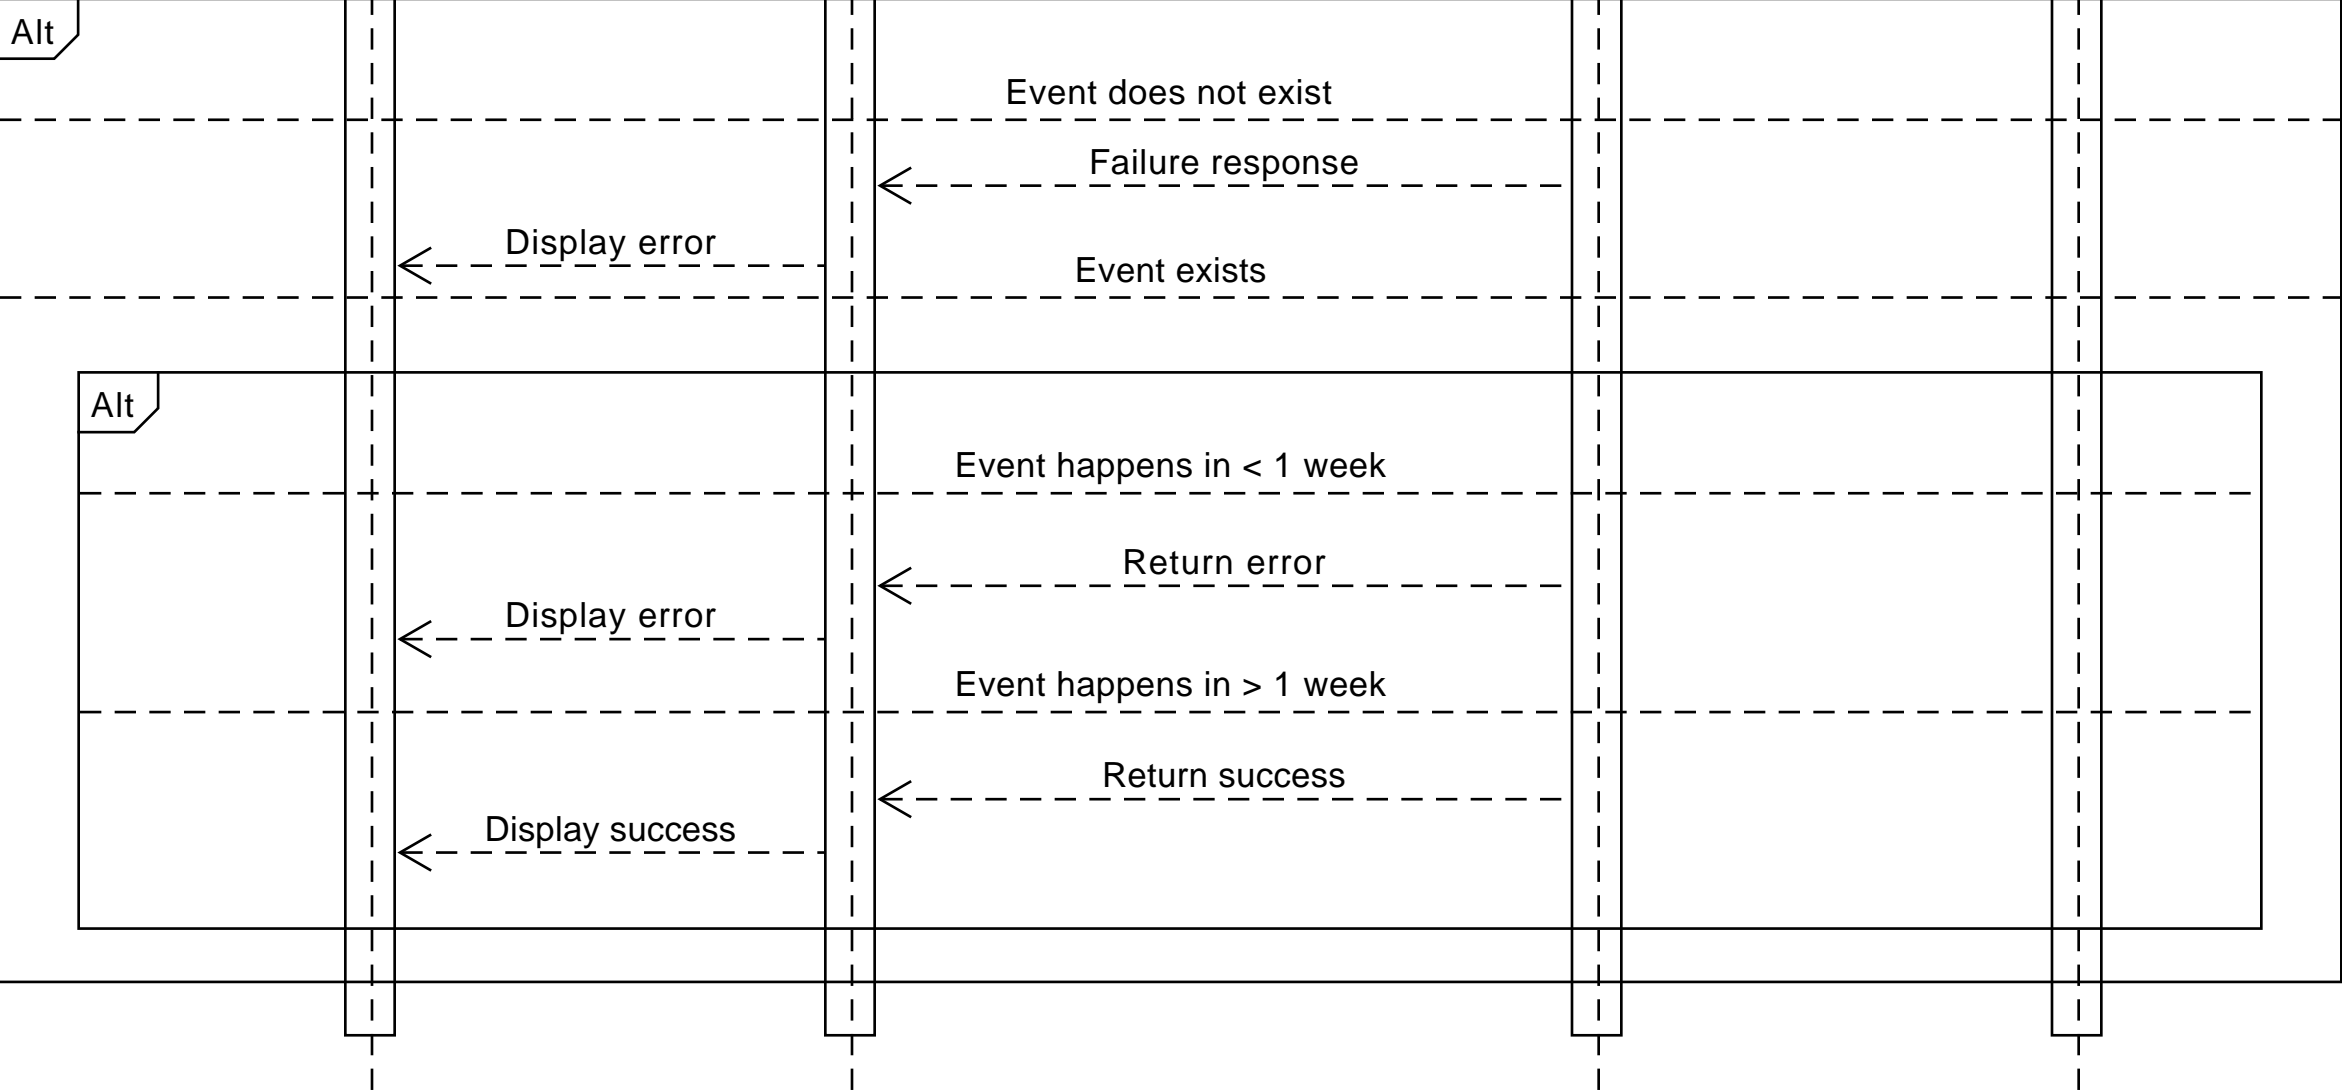 Alt
Event does not exist
Failure response
Display error
Event exists
Alt
Event happens in < 1 week
Return error
Display error
Event happens in > 1 week
Return success
Display success